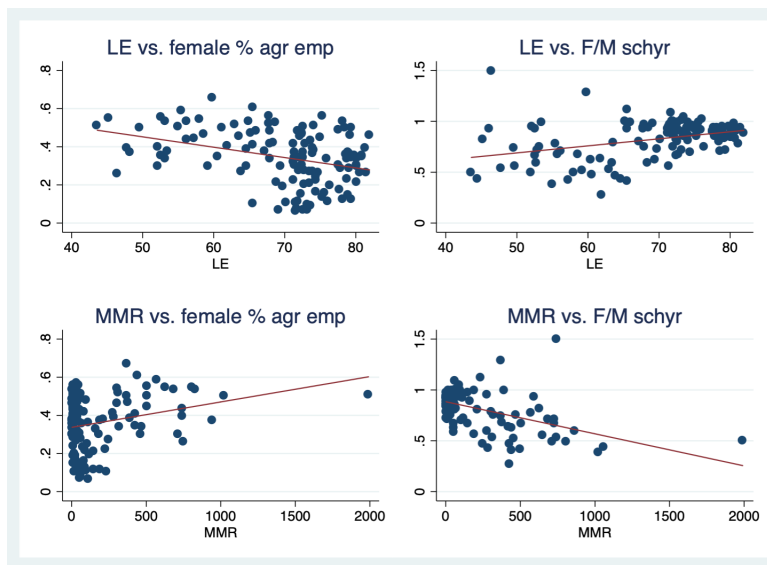 LE vs. female % agr emp
.8
.6
.4
.2
0
40 50 60 70 80
LE
LE vs. F/M schyr
1.5
1
.5
0
40 50 60 70 80
LE
MMR vs. female % agr emp
.8
.6
.4
.2
0
0 500 1000 1500 2000
MMR
MMR vs. F/M schyr
1.5
1
.5
0
0 500 1000 1500 2000
MMR